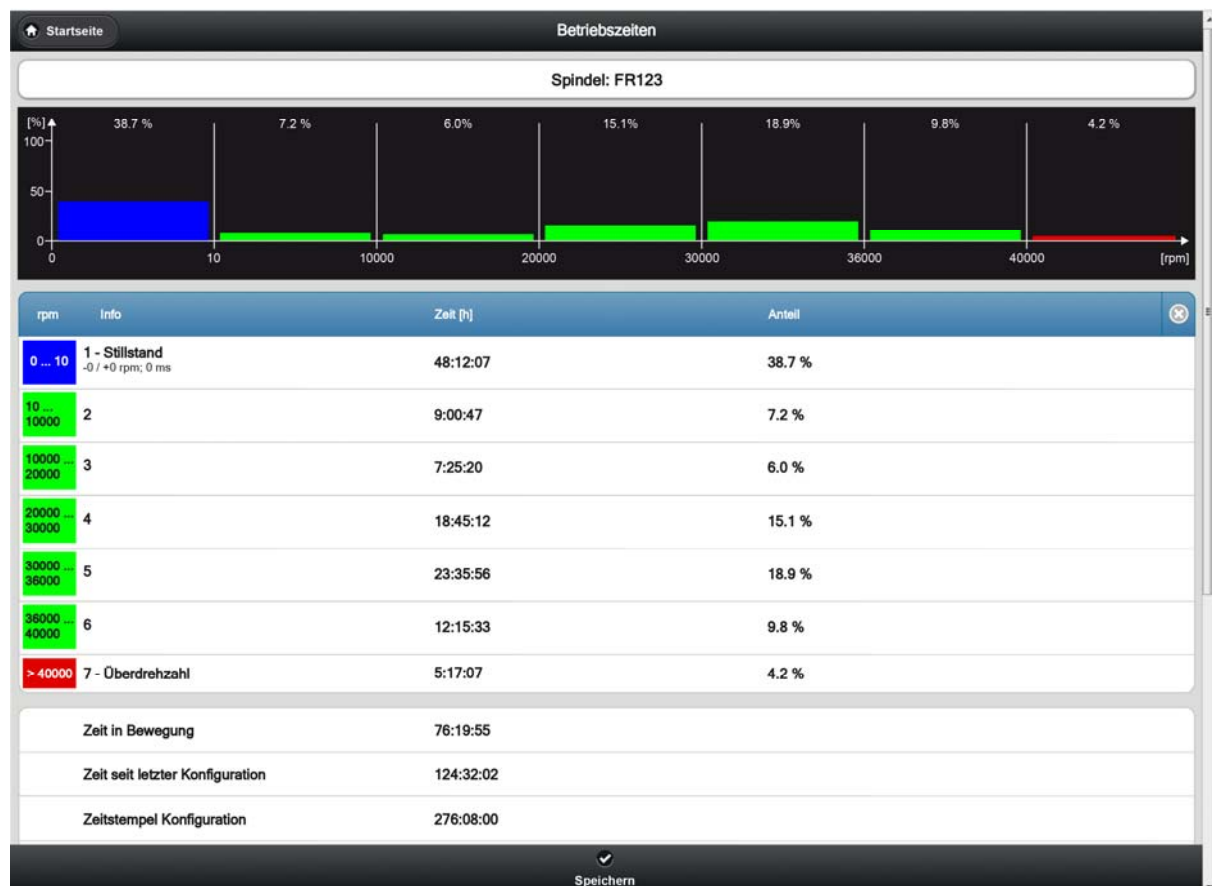 Startseite
Betriebszeiten
Spindel: FR123
[%] 38.7 % 7.2 % 6.0% 15.1% 18.9% 9.8% 4.2 %
100
50
0
0 10 10000 20000 30000 36000 40000 [rpm]
rpm Info Zeit [h] Anteil
0 ... 10 1 - Stillstand 48:12:07 38.7 %
-0 / +0 rpm; 0 ms
10 ...
10000 2 9:00:47 7.2 %
10000 ...
20000 3 7:25:20 6.0 %
20000 ...
30000 4 18:45:12 15.1 %
30000 ...
36000 5 23:35:56 18.9 %
36000 ...
40000 6 12:15:33 9.8 %
> 40000 7 - Überdrehzahl 5:17:07 4.2 %
Zeit in Bewegung 76:19:55
Zeit seit letzter Konfiguration 124:32:02
Zeitstempel Konfiguration 276:08:00
Speichern